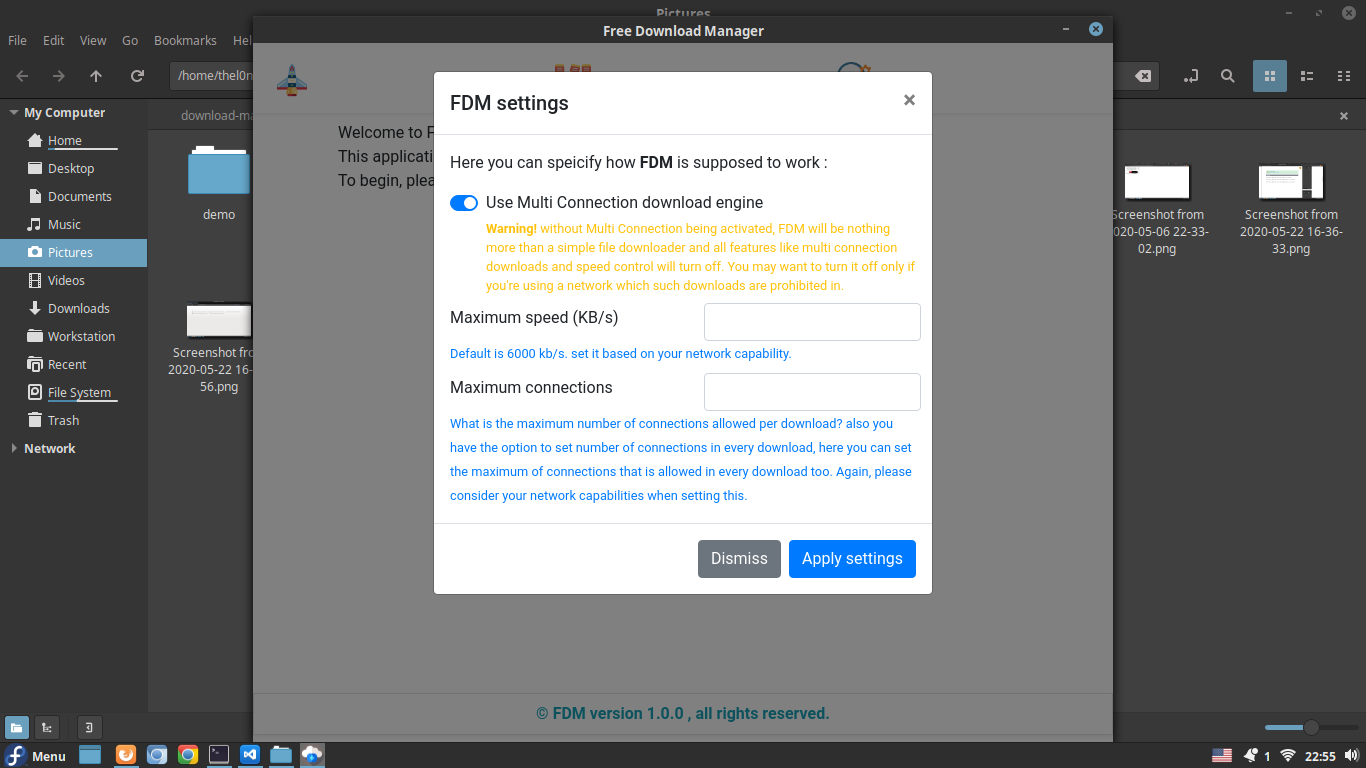 Pictures
Free Download Manager
File Edit View Go Bookmarks Hel
/home/thel0n
My Computer
Home
Desktop
Documents
Music
Pictures
Videos
Downloads
Workstation
Recent
File System
Trash
Network
download-ma
demo
Screenshot fro
2020-05-22 16-
56.png
Welcome to F
This applicati
To begin, plea
FDM settings
×
Here you can speicify how FDM is supposed to work :
Use Multi Connection download engine
Warning! without Multi Connection being activated, FDM will be nothing
more than a simple file downloader and all features like multi connection
downloads and speed control will turn off. You may want to turn it off only if
you're using a network which such downloads are prohibited in.
Maximum speed (KB/s)
Default is 6000 kb/s. set it based on your network capability.
Maximum connections
What is the maximum number of connections allowed per download? also you
have the option to set number of connections in every download, here you can set
the maximum of connections that is allowed in every download too. Again, please
consider your network capabilities when setting this.
Dismiss
Apply settings
Screenshot from
2020-05-06 22-33-
02.png
Screenshot from
2020-05-22 16-36-
33.png
© FDM version 1.0.0 , all rights reserved.
Menu
1
22:55